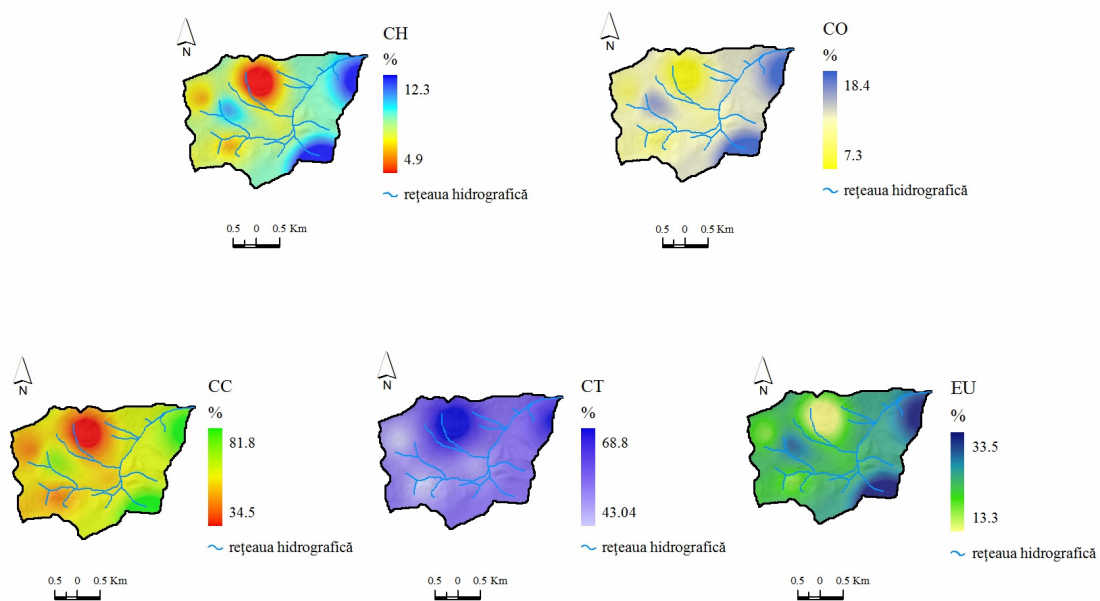 N
CH
%
12.3
4.9
rețeaua hidrografică
0.5 0 0.5 Km
N
CO
%
18.4
7.3
rețeaua hidrografică
0.5 0 0.5 Km
N
CC
%
81.8
34.5
rețeaua hidrografică
0.5 0 0.5 Km
N
CT
%
68.8
43.04
rețeaua hidrografică
0.5 0 0.5 Km
N
EU
%
33.5
13.3
rețeaua hidrografică
0.5 0 0.5 Km